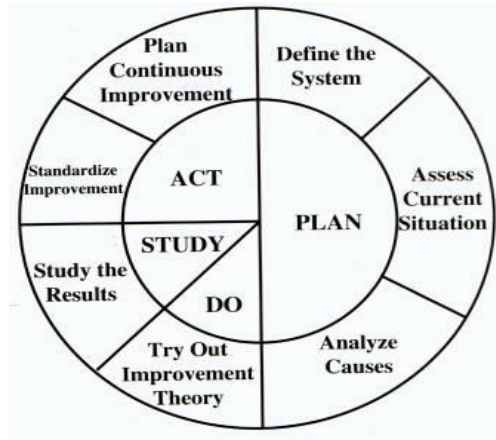 Plan
Continuous
Improvement
Define the
System
Standardize
Improvement
ACT
Assess
Current
Situation
PLAN
STUDY
Study the
Results
DO
Try Out
Improvement
Theory
Analyze
Causes